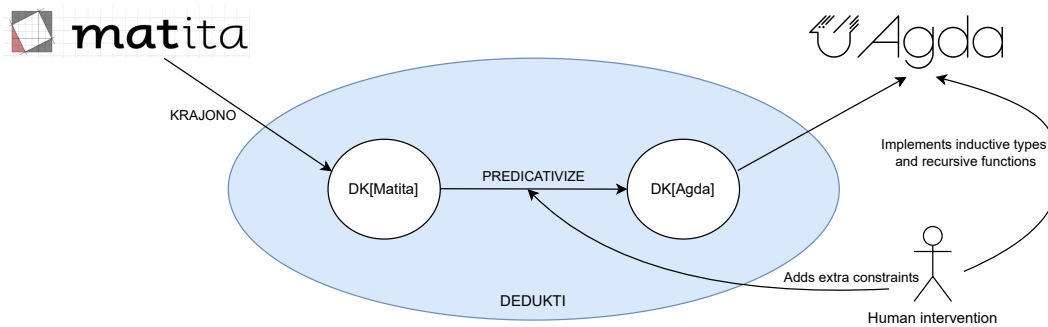 matita
Agda
KRAJONO
Implements inductive types
and recursive functions
DK[Matita]
PREDICATIVIZE
DK[Agda]
Adds extra constraints
DEDUKTI
Human intervention